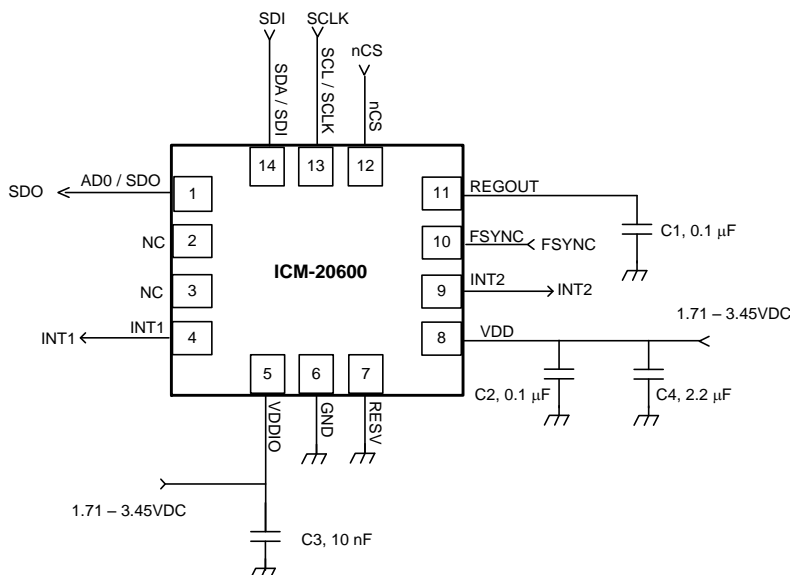 SDI SCLK
nCS
SDA / SDI
SCL / SCLK
nCS
14 13 12
SDO AD0 / SDO 1
11 REGOUT
C1, 0.1 μF
NC 2
10 FSYNC FSYNC
ICM-20600
NC 3
9 INT2 INT2
INT1 INT1 4
8 VDD
1.71 – 3.45VDC
5 6 7
C2, 0.1 μF
C4, 2.2 μF
VDDIO
GND
RESV
1.71 – 3.45VDC
C3, 10 nF